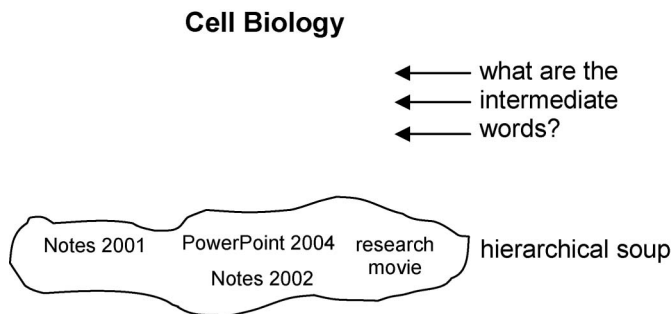 Cell Biology
what are the
intermediate
words?
Notes 2001
PowerPoint 2004
research
movie
Notes 2002
hierarchical soup